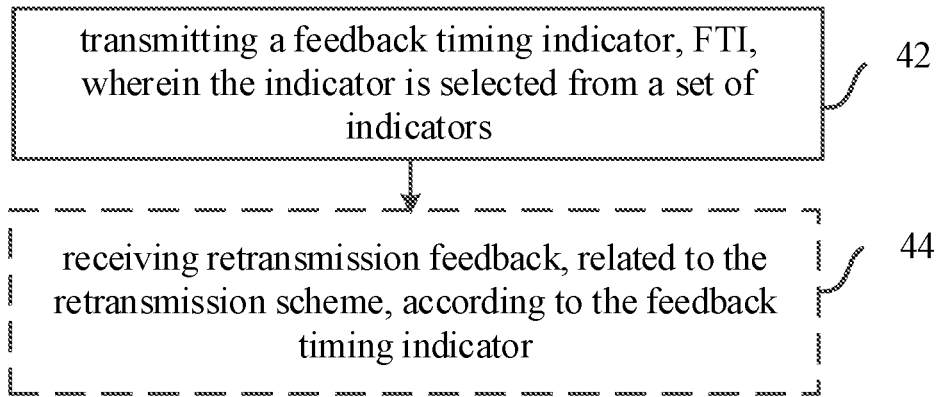 transmitting a feedback timing indicator, FTI,
wherein the indicator is selected from a set of
indicators
42
receiving retransmission feedback, related to the
retransmission scheme, according to the feedback
timing indicator
44